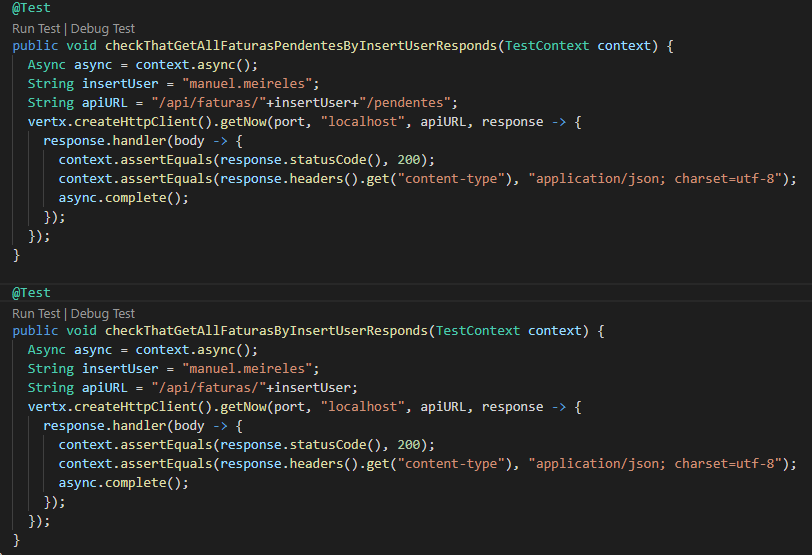 @Test
Run Test | Debug Test
public void checkThatGetAllFaturasPendentesByInsertUserResponds(TestContext context) {
  Async async = context.async();
  String insertUser = "manuel.meireles";
  String apiURL = "/api/faturas/"+insertUser+"/pendentes";
  vertx.createHttpClient().getNow(port, "localhost", apiURL, response -> {
    response.handler(body -> {
      context.assertEquals(response.statusCode(), 200);
      context.assertEquals(response.headers().get("content-type"), "application/json; charset=utf-8");
      async.complete();
    });
  });
}
@Test
Run Test | Debug Test
public void checkThatGetAllFaturasByInsertUserResponds(TestContext context) {
  Async async = context.async();
  String insertUser = "manuel.meireles";
  String apiURL = "/api/faturas/"+insertUser;
  vertx.createHttpClient().getNow(port, "localhost", apiURL, response -> {
    response.handler(body -> {
      context.assertEquals(response.statusCode(), 200);
      context.assertEquals(response.headers().get("content-type"), "application/json; charset=utf-8");
      async.complete();
    });
  });
}